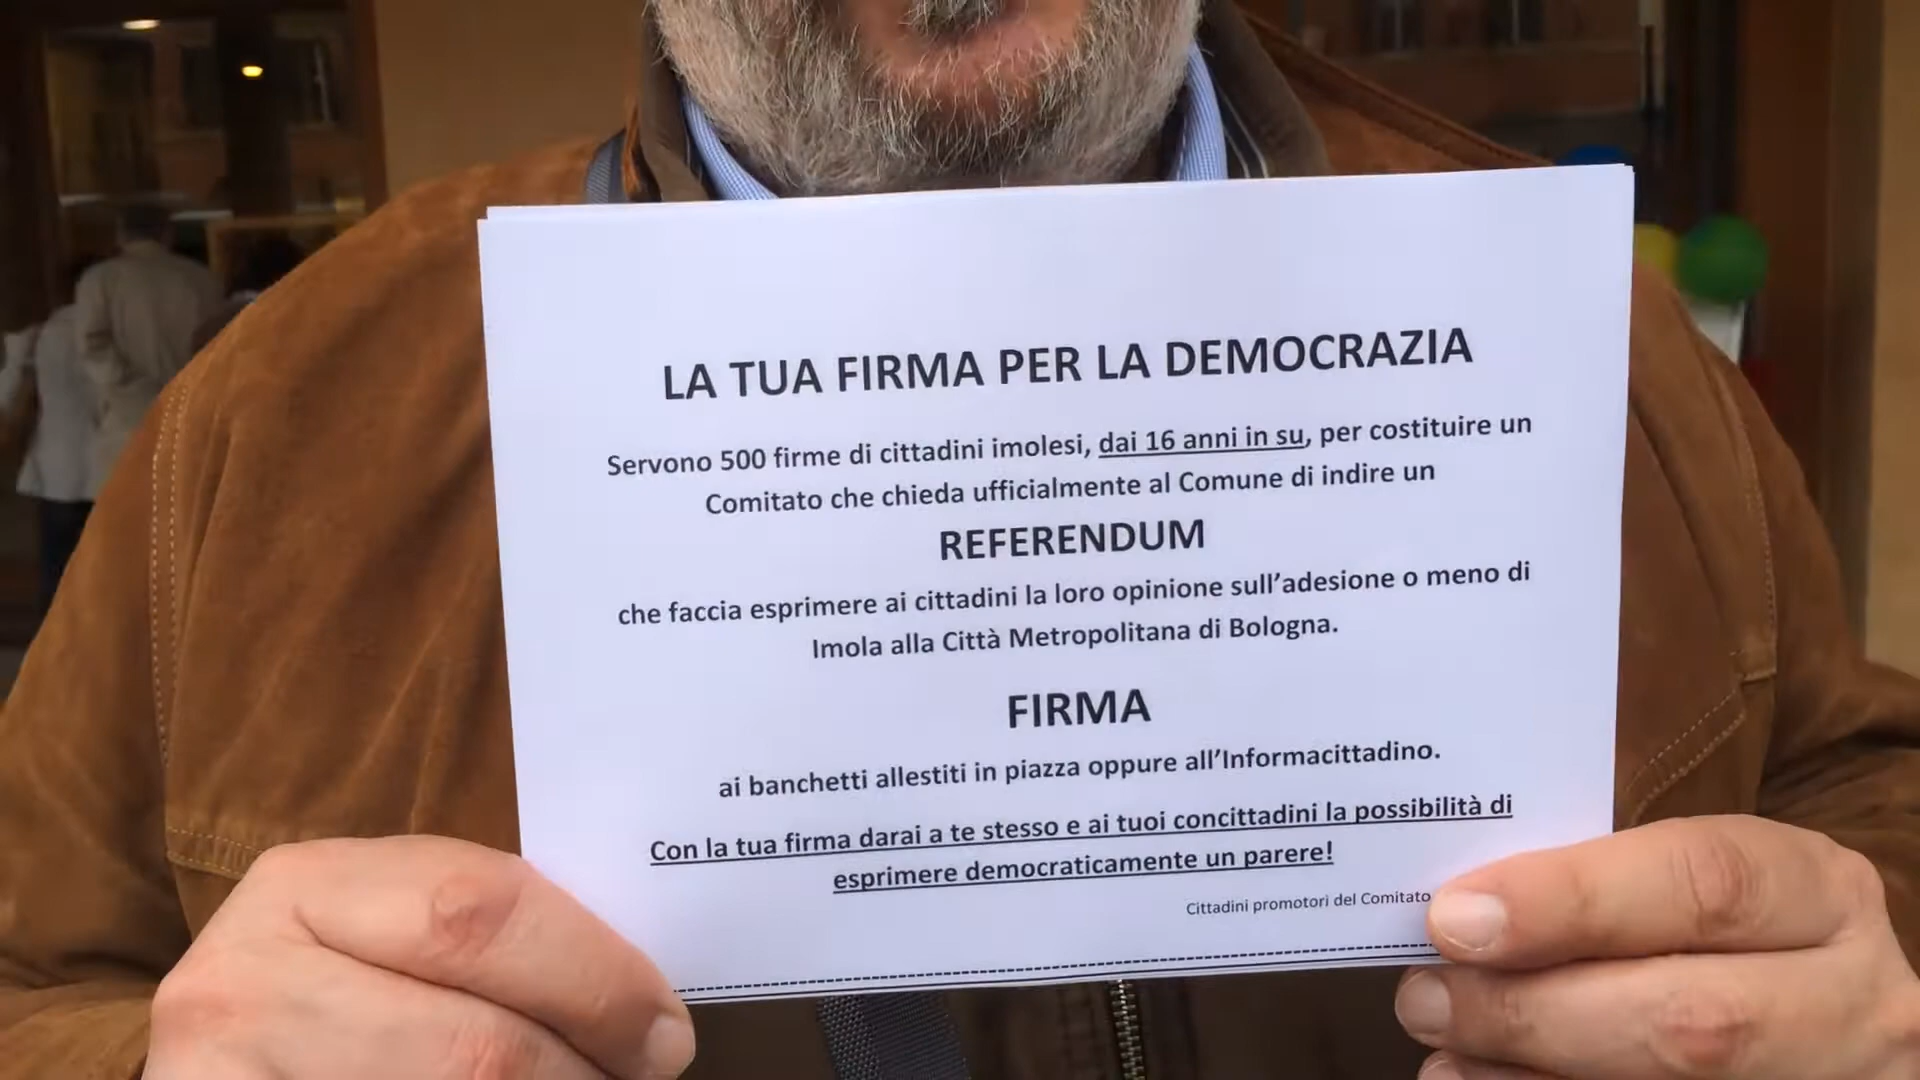 LA TUA FIRMA PER LA DEMOCRAZIA
Servono 500 firme di cittadini imolesi, dai 16 anni in su, per costituire un
Comitato che chieda ufficialmente al Comune di indire un
REFERENDUM
che faccia esprimere ai cittadini la loro opinione sull’adesione o meno di
Imola alla Città Metropolitana di Bologna.
FIRMA
ai banchetti allestiti in piazza oppure all’Informacittadino.
Con la tua firma darai a te stesso e ai tuoi concittadini la possibilità di
esprimere democraticamente un parere!
Cittadini promotori del Comitato